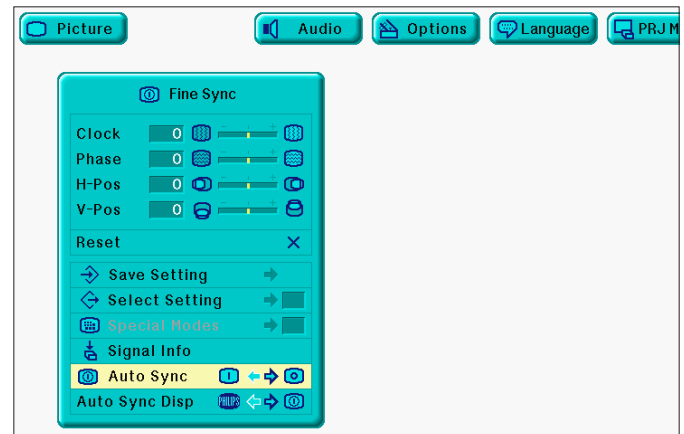 Picture
Audio
Options
Language
PRJ M
Fine Sync
Clock 0 - +
Phase 0 - +
H-Pos 0 - +
V-Pos 0 - +
Reset
Save Setting
Select Setting
Special Modes
Signal Info
Auto Sync
Auto Sync Disp PHILIPS